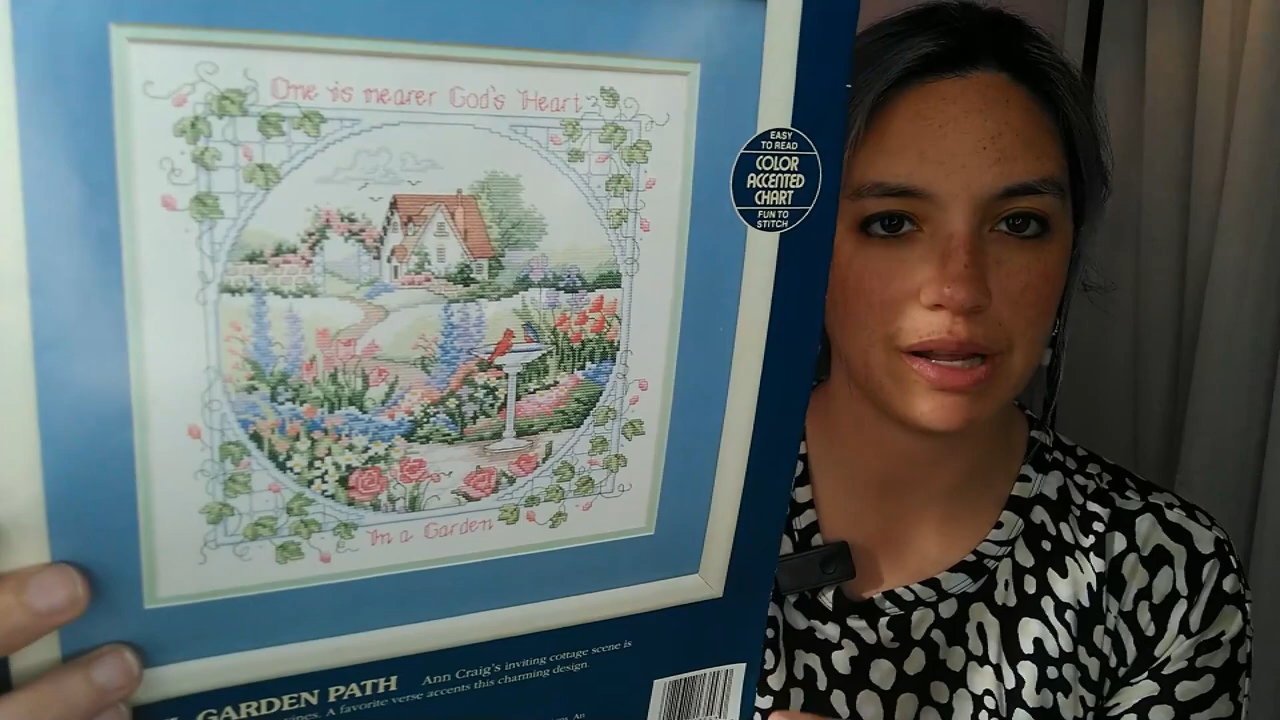 One is nearer God's Heart
In a Garden
EASY
TO READ
COLOR
ACCENTED
CHART
FUN TO
STITCH
GARDEN PATH Ann Craig's inviting cottage scene is
A favorite verse accents this charming design.